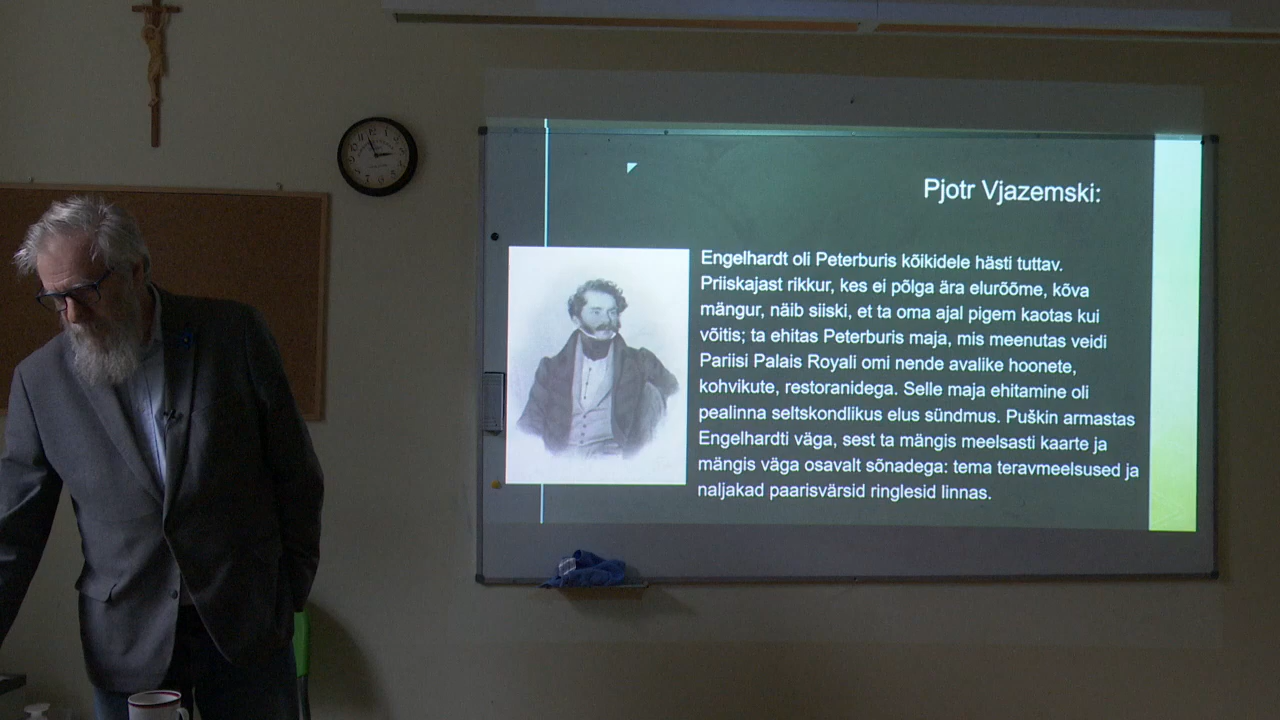 Pjotr Vjazemski:
Engelhardt oli Peterburis kõikidele hästi tuttav.
Priiskajast rikkur, kes ei põlga ära elurõõme, kõva
mängur, näib siiski, et ta oma ajal pigem kaotas kui
võitis; ta ehitas Peterburis maja, mis meenutas veidi
Pariisi Palais Royali omi nende avalike hoonete,
kohvikute, restoranidega. Selle maja ehitamine oli
pealinna seltskondlikus elus sündmus. Puškin armastas
Engelhardti väga, sest ta mängis meelsasti kaarte ja
mängis väga osavalt sõnadega: tema teravmeelsused ja
naljakad paarisvärsid ringlesid linnas.